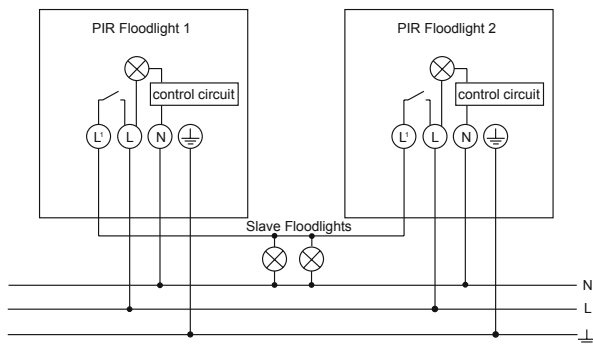 PIR Floodlight 1
PIR Floodlight 2
control circuit
control circuit
L¹ L N
L¹ L N
Slave Floodlights
N
L